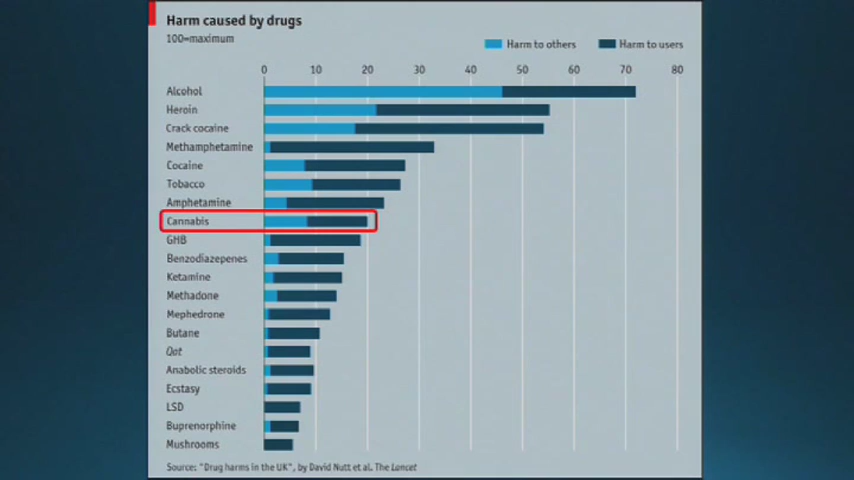 Harm caused by drugs
100=maximum
Harm to others Harm to users
0 10 20 30 40 50 60 70 80
Alcohol
Heroin
Crack cocaine
Methamphetamine
Cocaine
Tobacco
Amphetamine
Cannabis
GHB
Benzodiazepenes
Ketamine
Methadone
Mephedrone
Butane
Qat
Anabolic steroids
Ecstasy
LSD
Buprenorphine
Mushrooms
Source: "Drug harms in the UK", by David Nutt et al. The Lancet